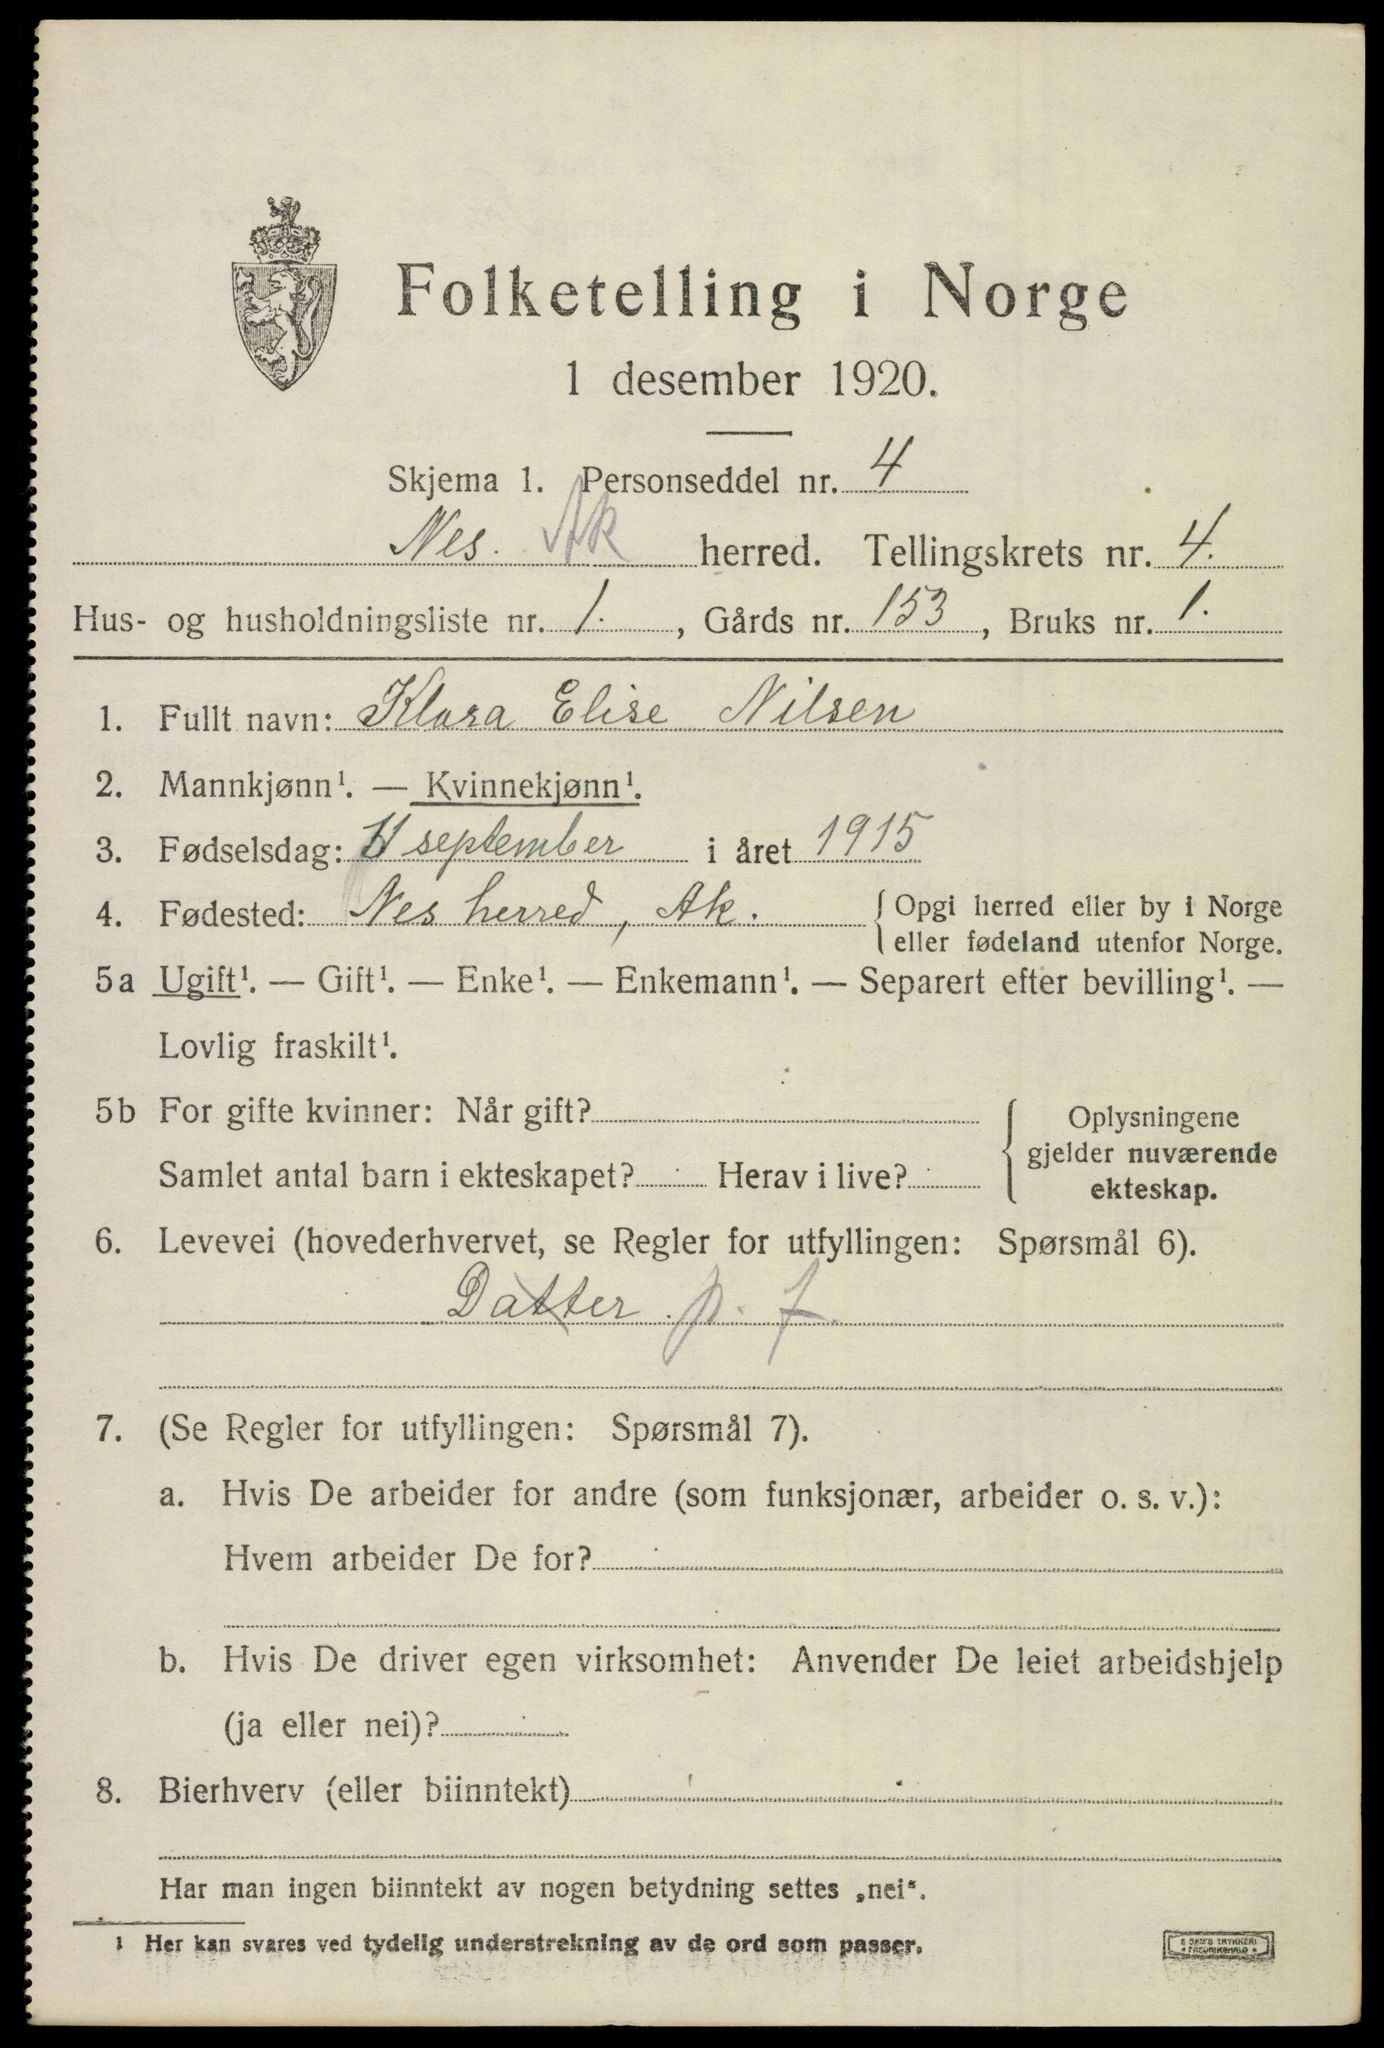 Folketelling i Norge
1 desember 1920.
Skjema 1. Personseddel nr. 4
Nes. Ak herred. Tellingskrets nr. 4.
Hus- og husholdningsliste nr. 1., Gårds nr. 153, Bruks nr. 1.
1. Fullt navn: Klara Elise Nilsen
2. Mannkjønn¹. — Kvinnekjønn¹.
3. Fødselsdag: september i året 1915
4. Fødested: Nes herred, Ak. { Opgi herred eller by i Norge
eller fødeland utenfor Norge.
5a Ugift¹. — Gift¹. — Enke¹. — Enkemann¹. — Separert efter bevilling¹. —
Lovlig fraskilt¹.
5b For gifte kvinner: Når gift?
Samlet antal barn i ekteskapet? Herav i live?
{ Oplysningene
gjelder nuværende
ekteskap.
6. Levevei (hovederhvervet, se Regler for utfyllingen: Spørsmål 6).
Datter p. f.
7. (Se Regler for utfyllingen: Spørsmål 7).
a. Hvis De arbeider for andre (som funksjonær, arbeider o. s. v.):
Hvem arbeider De for?
b. Hvis De driver egen virksomhet: Anvender De leiet arbeidshjelp
(ja eller nei)?
8. Bierhverv (eller biinntekt)
Har man ingen biinntekt av nogen betydning settes „nei“.
1 Her kan svares ved tydelig understrekning av de ord som passer.